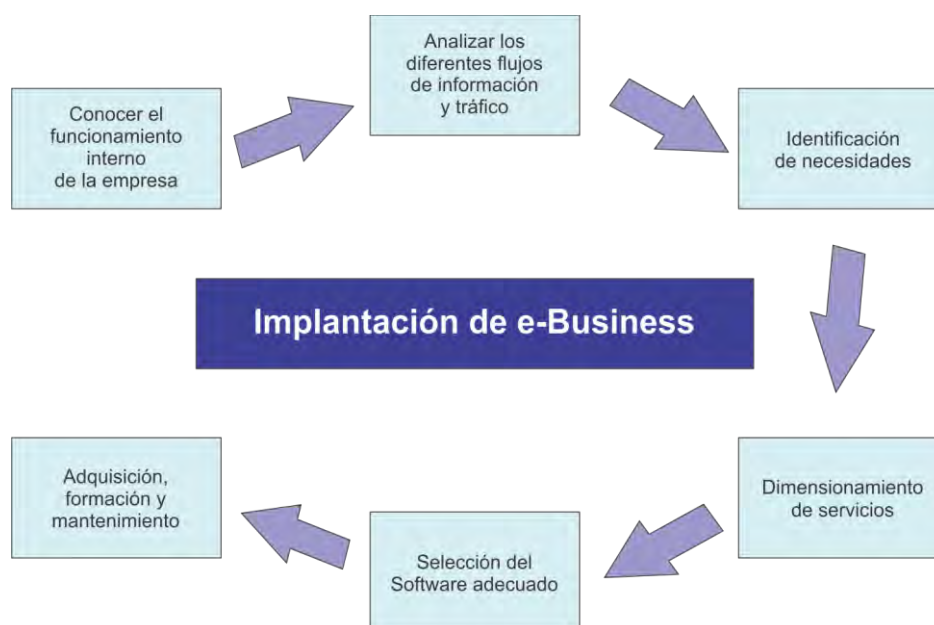 Conocer el
funcionamiento
interno
de la empresa
Analizar los
diferentes flujos
de información
y tráfico
Identificación
de necesidades
Implantación de e-Business
Dimensionamiento
de servicios
Selección del
Software adecuado
Adquisición,
formación y
mantenimiento